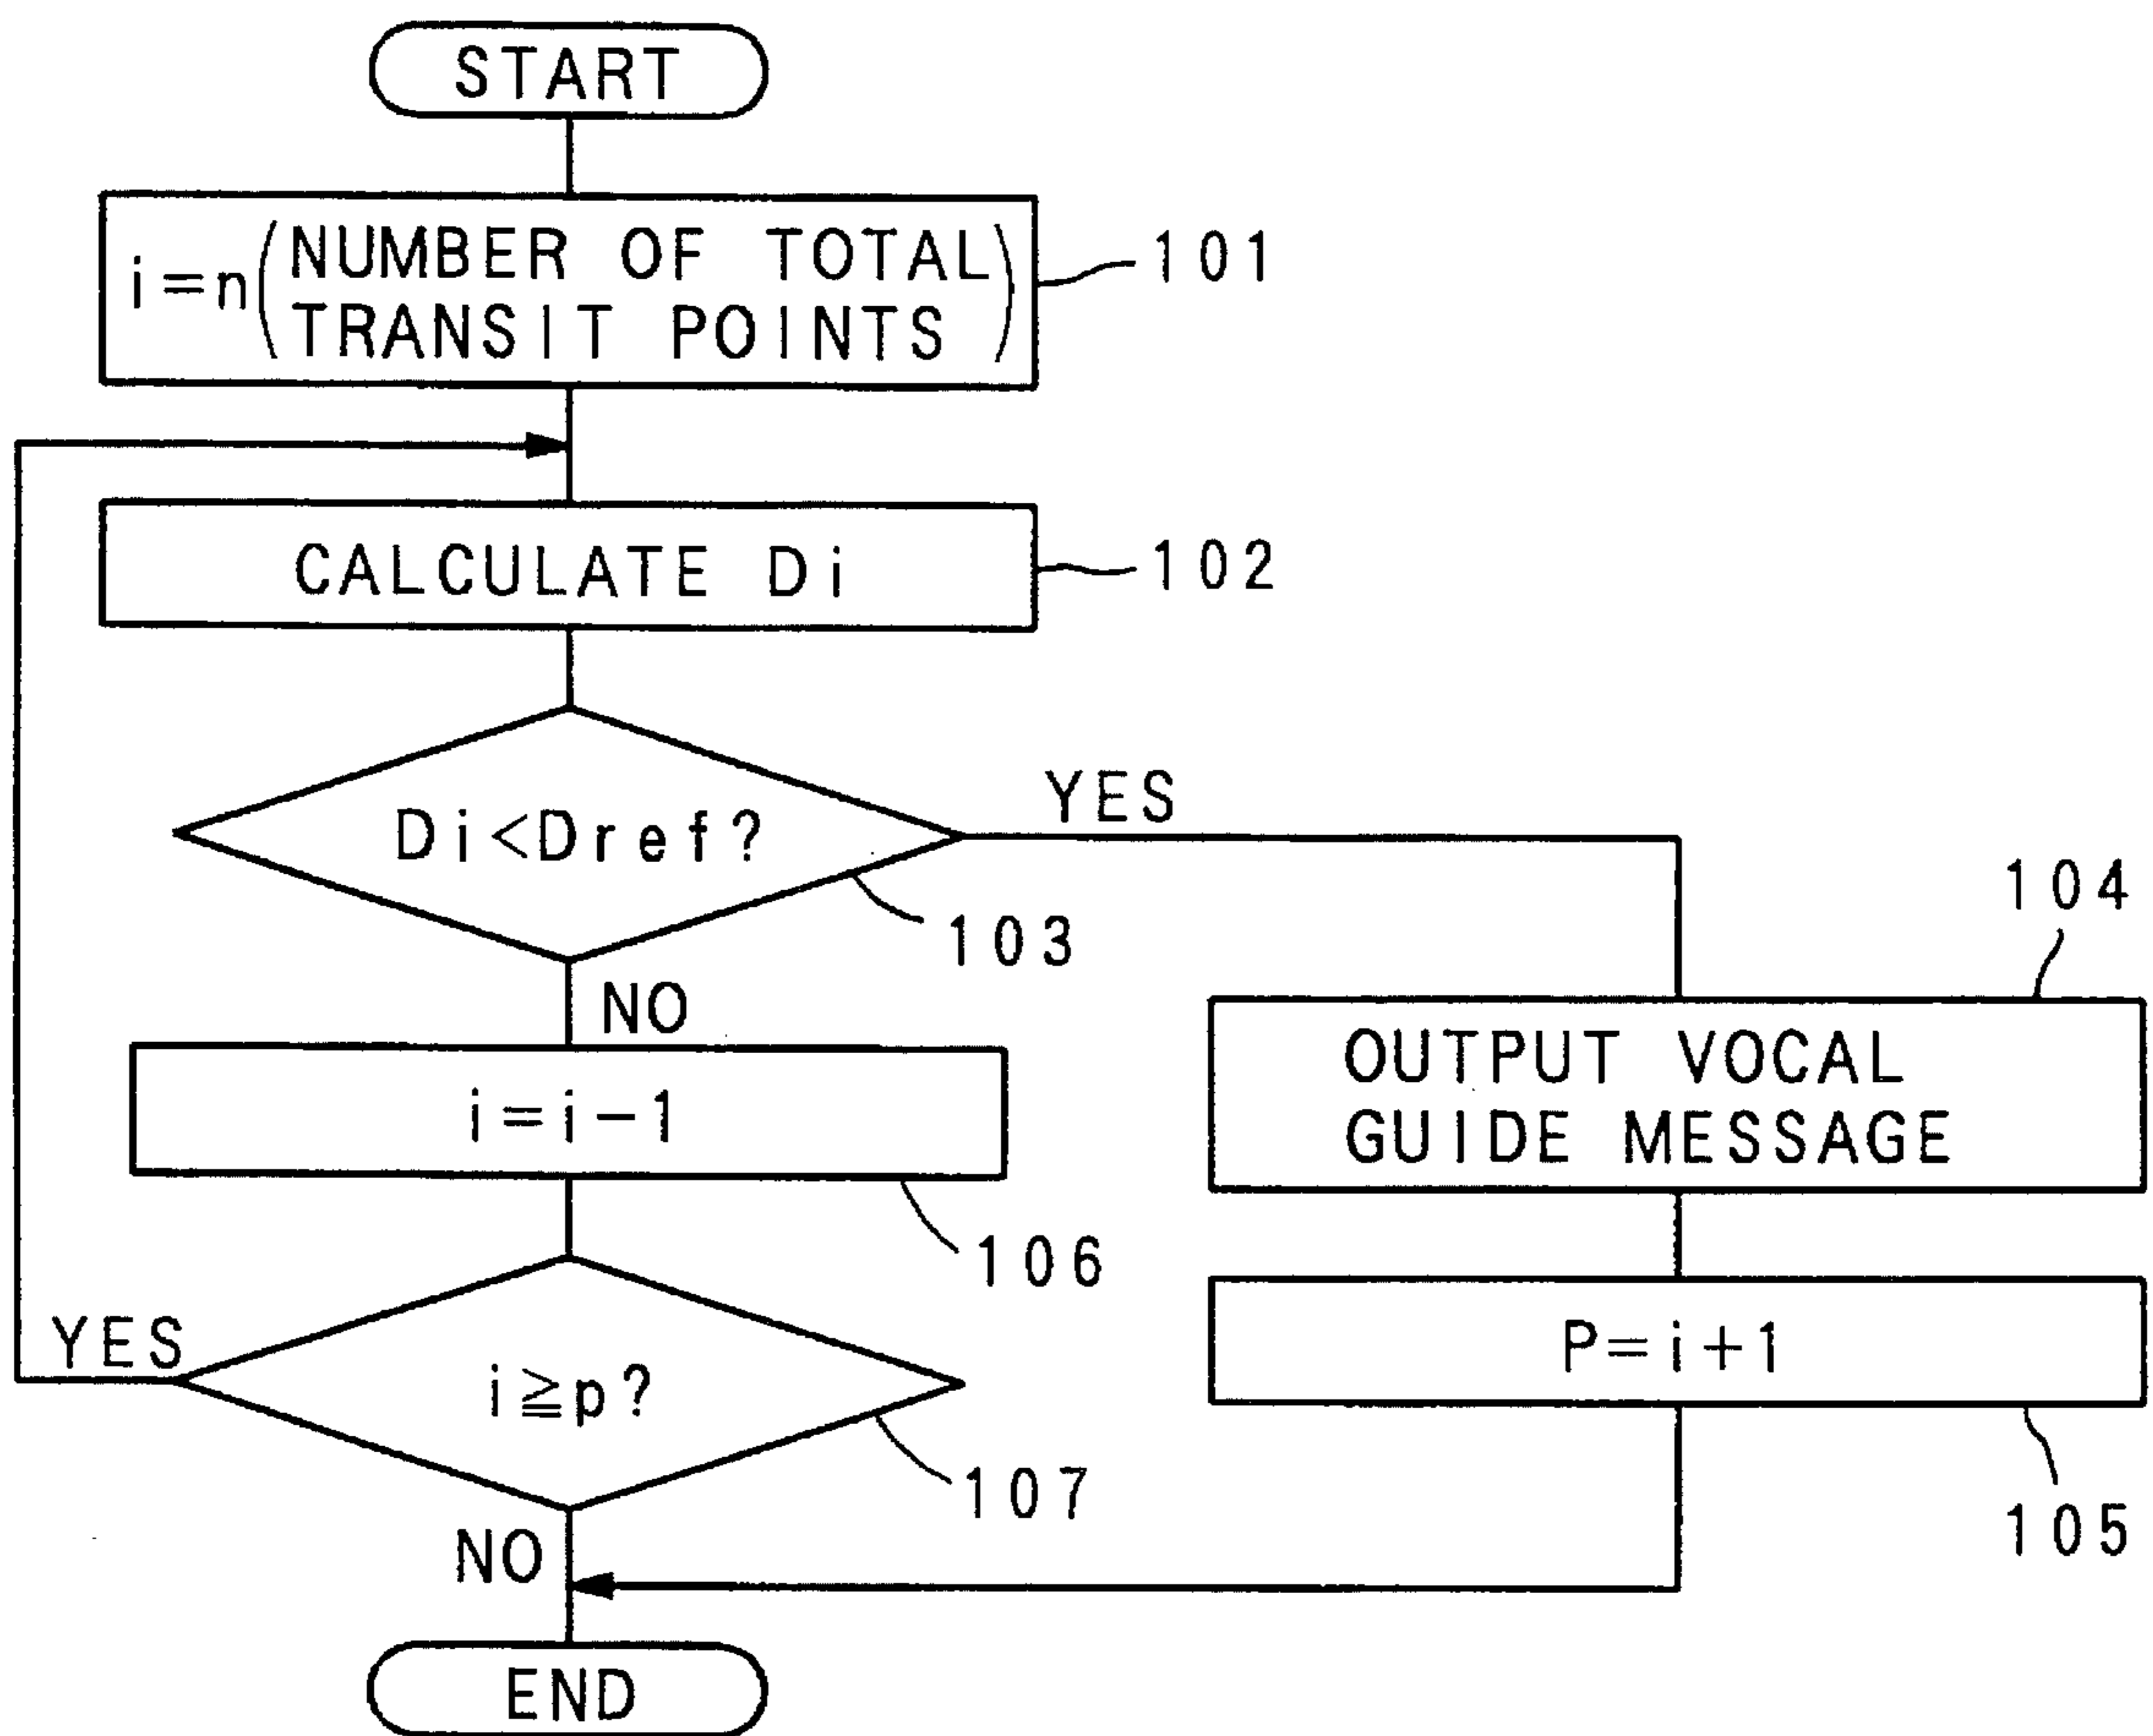 START
i=n(NUMBER OF TOTAL
TRANSIT POINTS)
101
CALCULATE Di
102
Di<Dref?
YES
103
104
NO
OUTPUT VOCAL
GUIDE MESSAGE
i=i-1
106
P=i+1
105
YES
i≧p?
107
NO
END